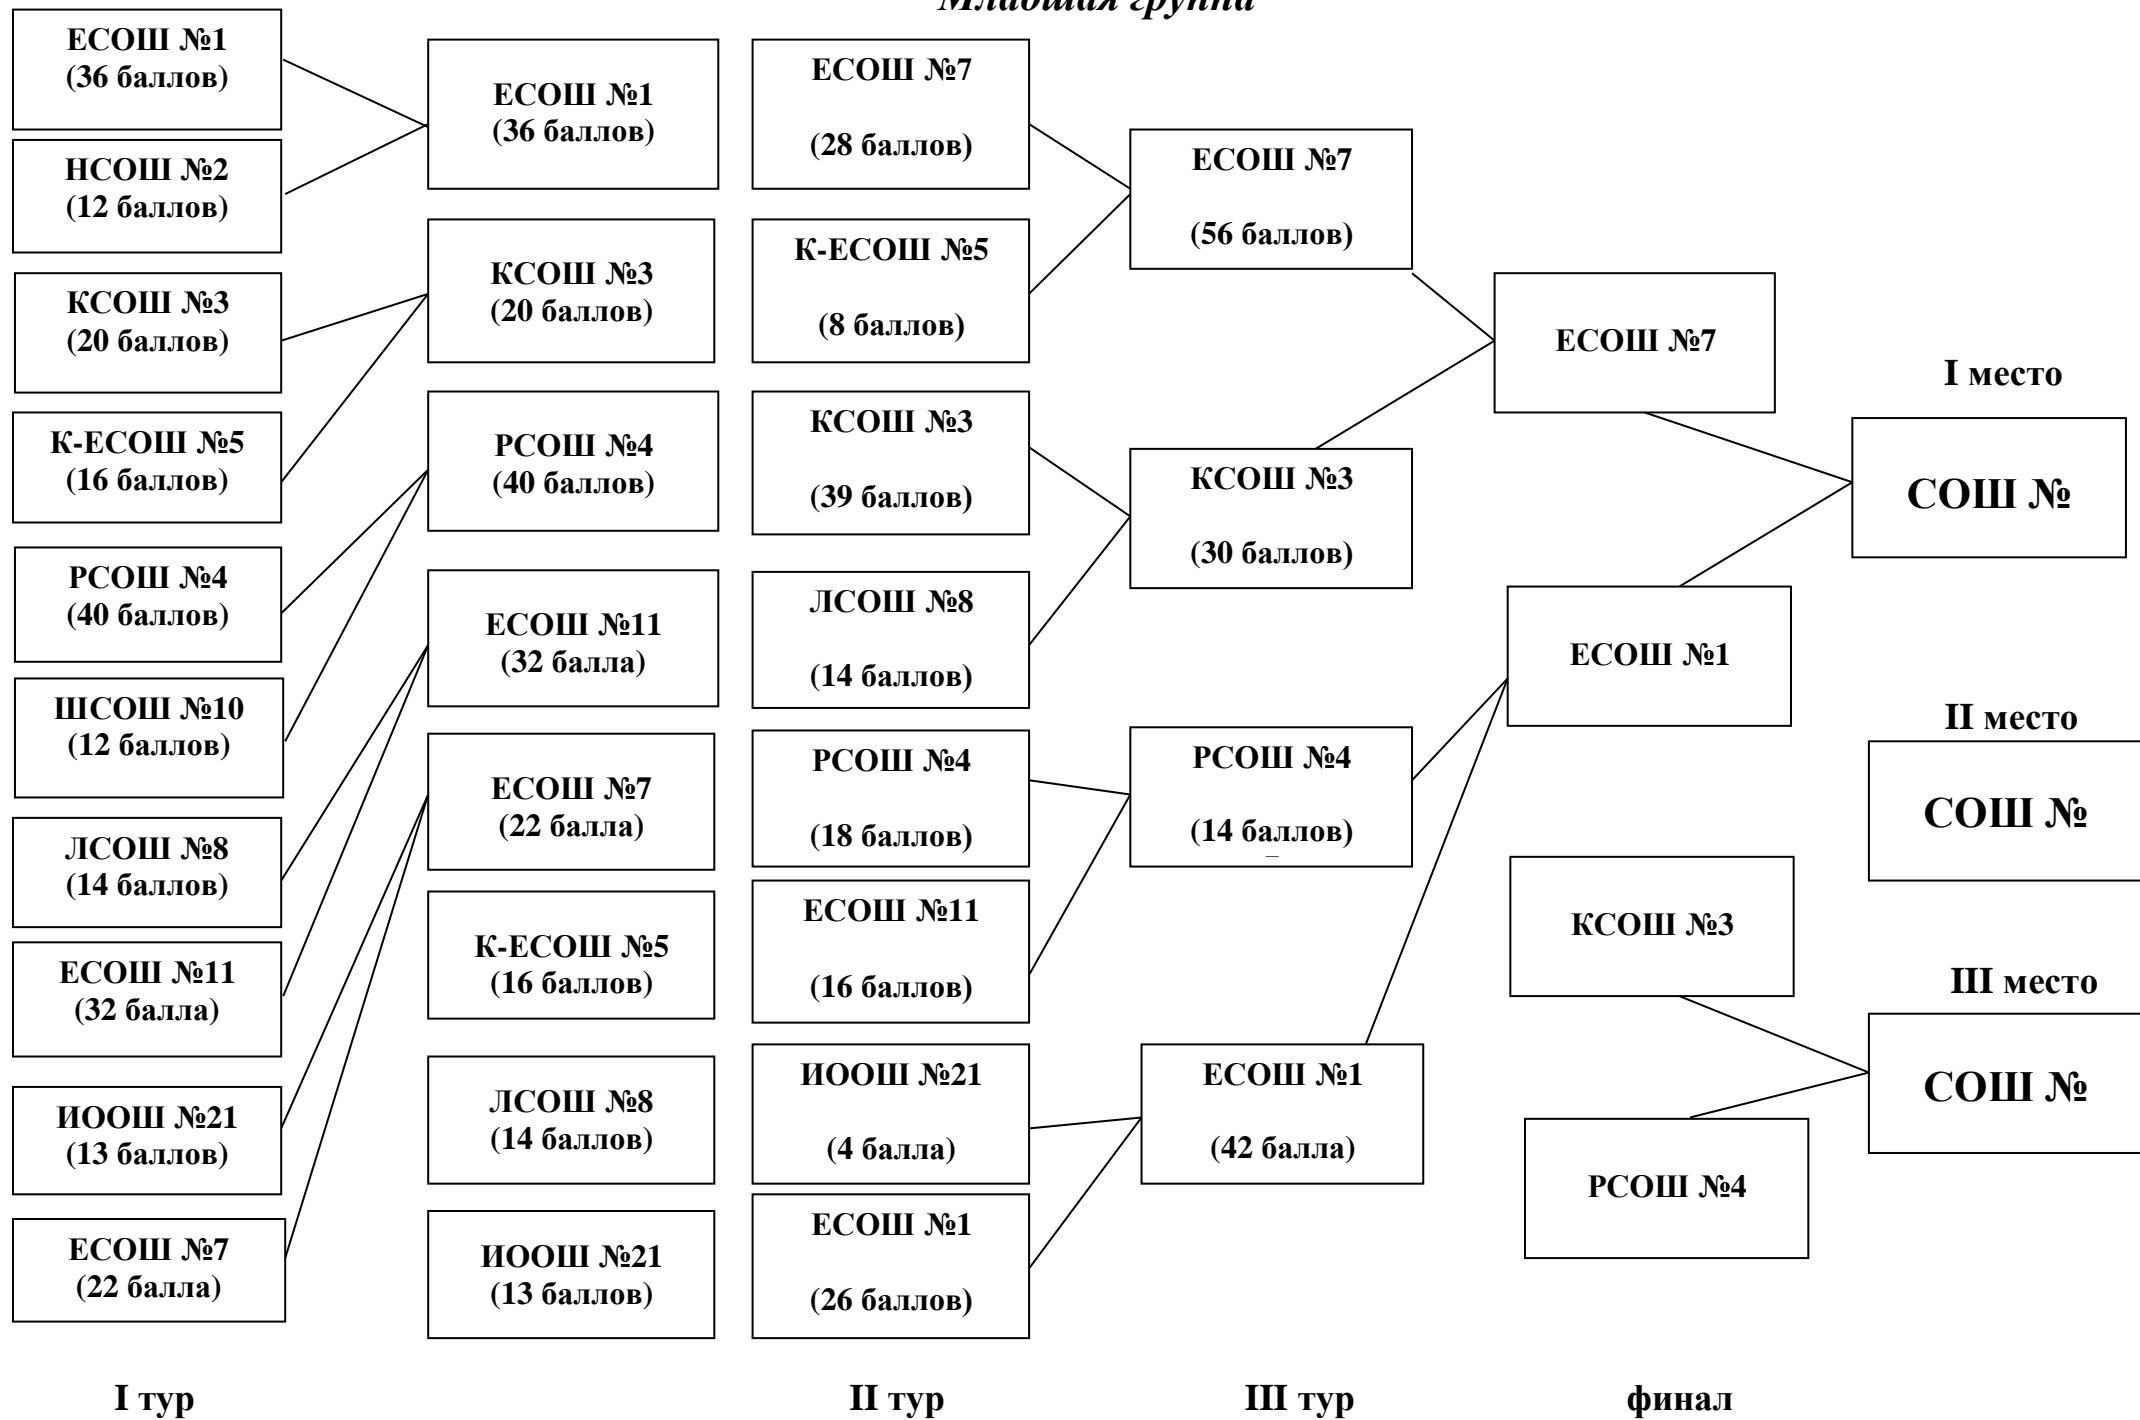 Младшая группа
ЕСОШ №1
(36 баллов)
НСОШ №2
(12 баллов)
КСОШ №3
(20 баллов)
К-ЕСОШ №5
(16 баллов)
РСОШ №4
(40 баллов)
ШСОШ №10
(12 баллов)
ЛСОШ №8
(14 баллов)
ЕСОШ №11
(32 балла)
ИООШ №21
(13 баллов)
ЕСОШ №7
(22 балла)
I тур
ЕСОШ №1
(36 баллов)
КСОШ №3
(20 баллов)
РСОШ №4
(40 баллов)
ЕСОШ №11
(32 балла)
ЕСОШ №7
(22 балла)
К-ЕСОШ №5
(16 баллов)
ЛСОШ №8
(14 баллов)
ИООШ №21
(13 баллов)
ЕСОШ №7
(28 баллов)
К-ЕСОШ №5
(8 баллов)
КСОШ №3
(39 баллов)
ЛСОШ №8
(14 баллов)
РСОШ №4
(18 баллов)
ЕСОШ №11
(16 баллов)
ИООШ №21
(4 балла)
ЕСОШ №1
(26 баллов)
II тур
ЕСОШ №7
(56 баллов)
КСОШ №3
(30 баллов)
РСОШ №4
(14 баллов)
ЕСОШ №1
(42 балла)
III тур
ЕСОШ №7
ЕСОШ №1
КСОШ №3
РСОШ №4
финал
I место
СОШ №
II место
СОШ №
III место
СОШ №